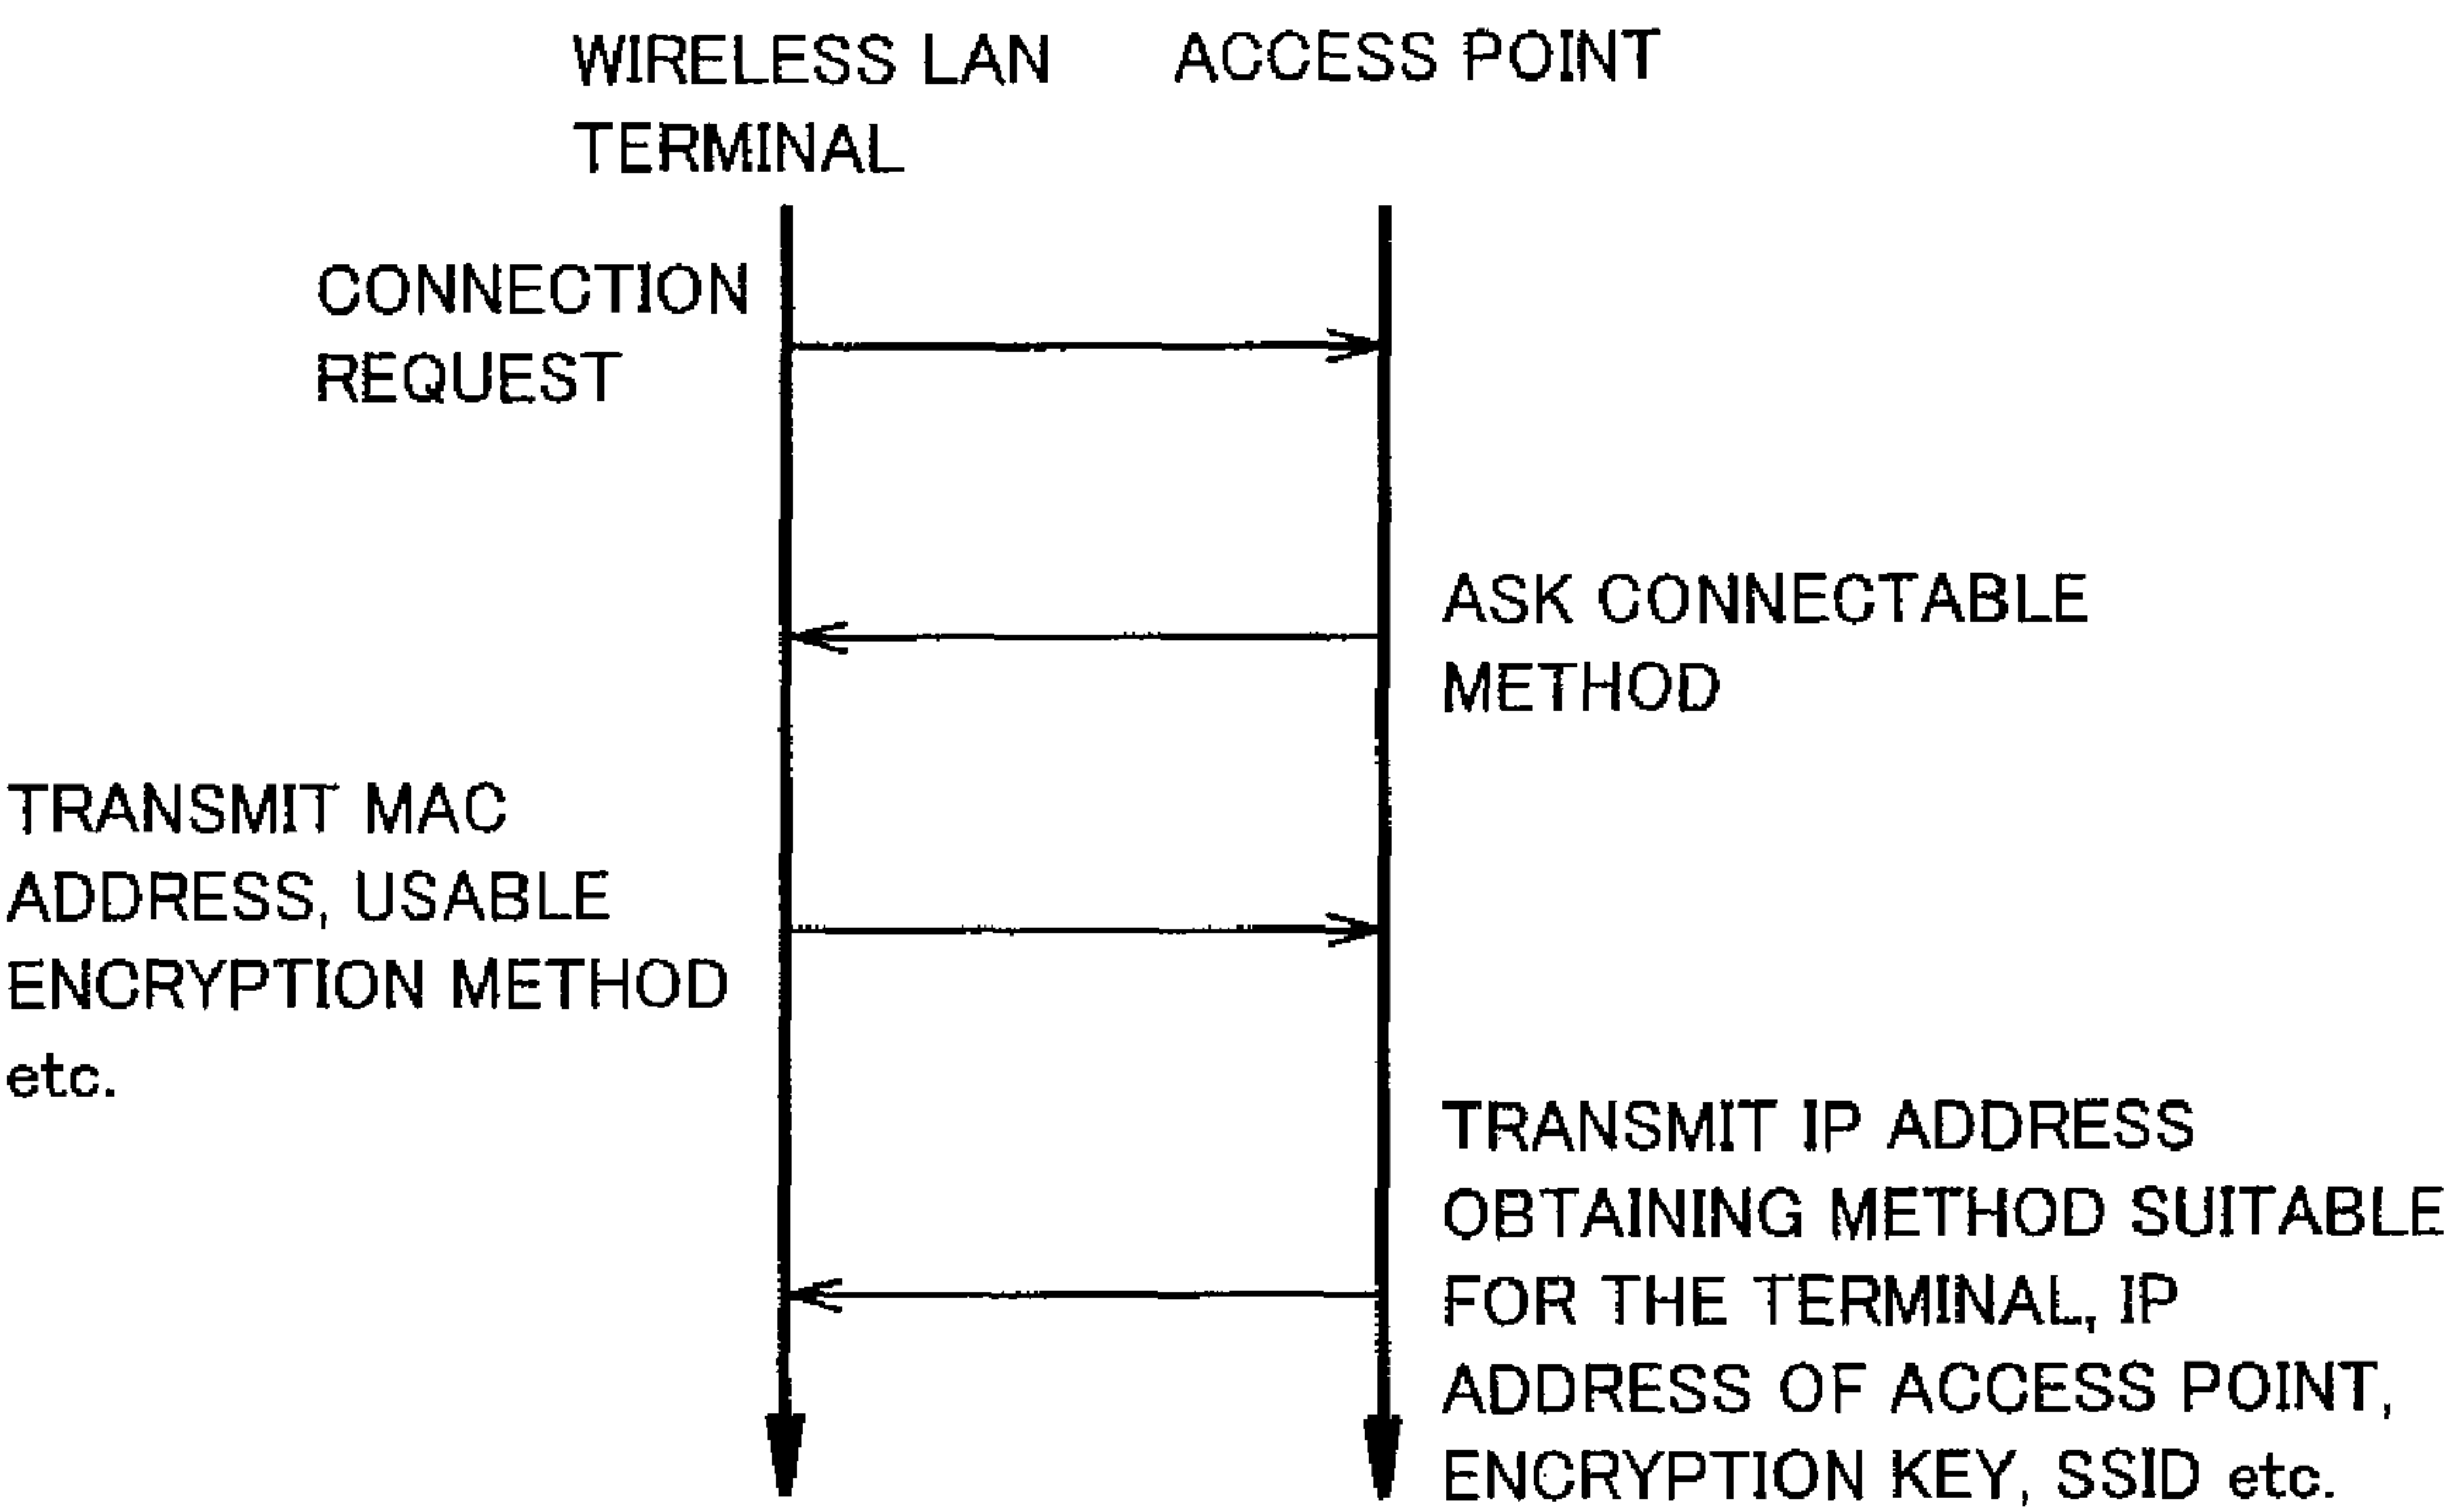 WIRELESS LAN
TERMINAL
ACCESS POINT
CONNECTION
REQUEST
ASK CONNECTABLE
METHOD
TRANSMIT MAC
ADDRESS, USABLE
ENCRYPTION METHOD
etc.
TRANSMIT IP ADDRESS
OBTAINING METHOD SUITABLE
FOR THE TERMINAL, IP
ADDRESS OF ACCESS POINT,
ENCRYPTION KEY, SSID etc.